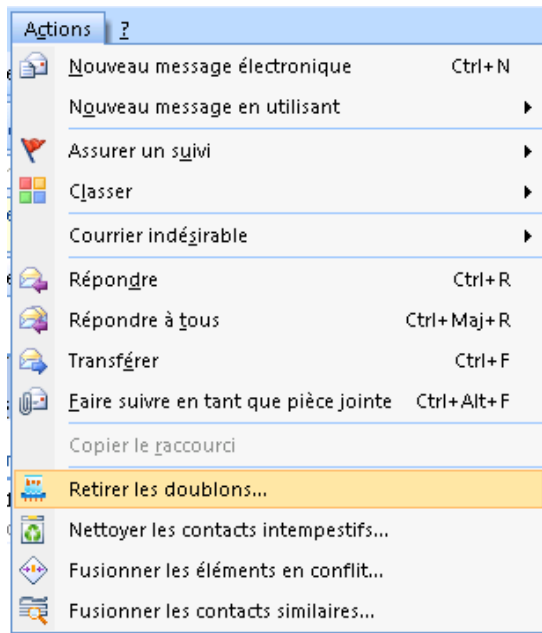 Actions ?
Nouveau message électronique Ctrl+N
Nouveau message en utilisant
Assurer un suivi
Classer
Courrier indésirable
Répondre Ctrl+R
Répondre à tous Ctrl+Maj+R
Transférer Ctrl+F
Faire suivre en tant que pièce jointe Ctrl+Alt+F
Copier le raccourci
Retirer les doublons...
Nettoyer les contacts intempestifs...
Fusionner les éléments en conflit...
Fusionner les contacts similaires...